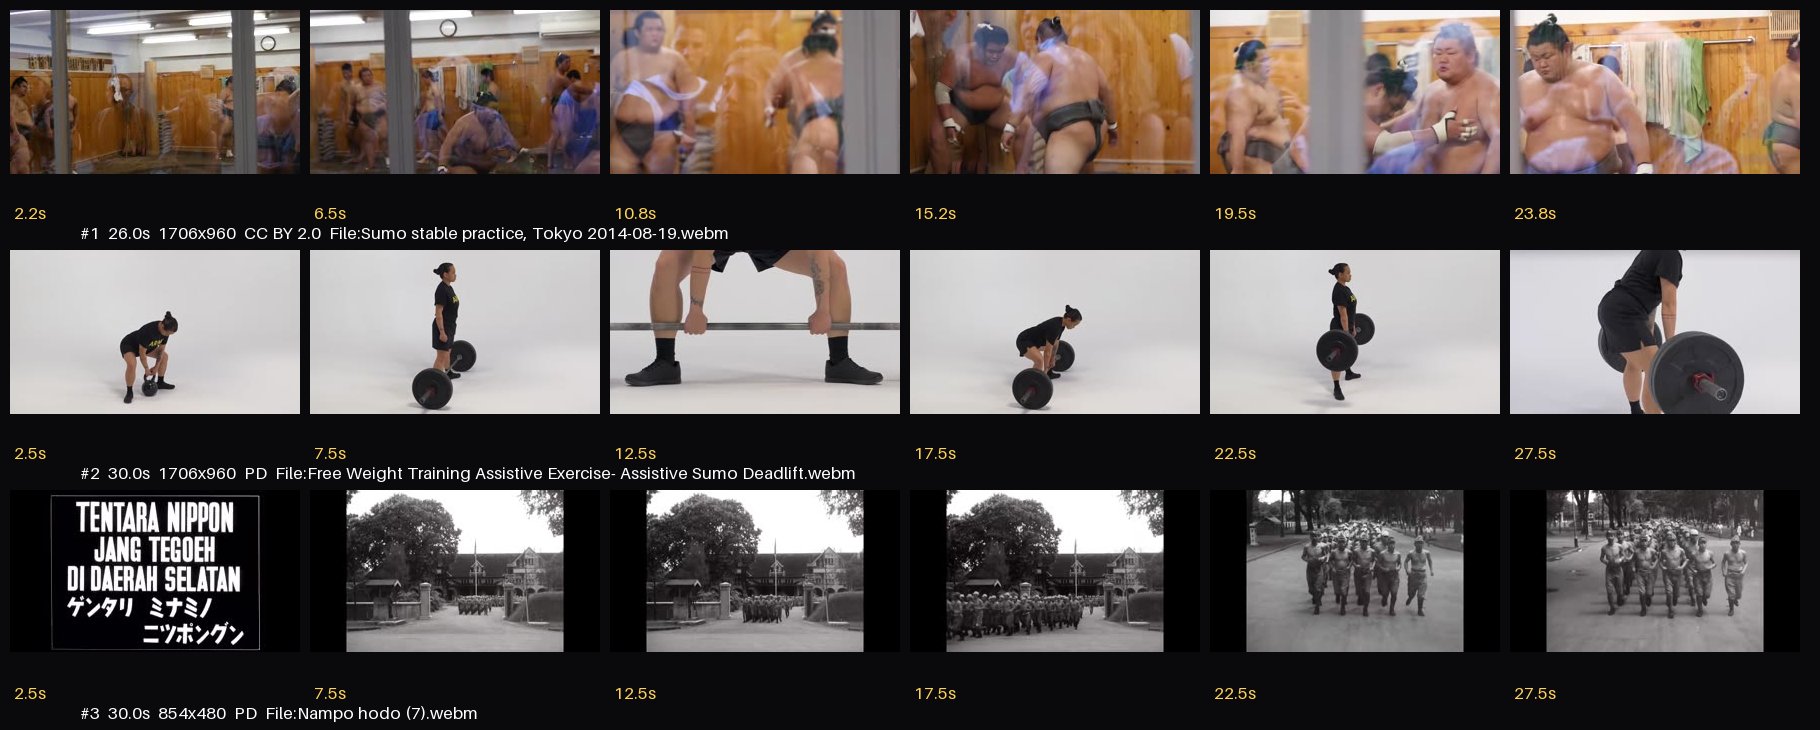 2.2s
6.5s
10.8s
15.2s
19.5s
23.8s
#1 26.0s 1706x960 CC BY 2.0 File:Sumo stable practice, Tokyo 2014-08-19.webm
2.5s
7.5s
12.5s
17.5s
22.5s
27.5s
#2 30.0s 1706x960 PD File:Free Weight Training Assistive Exercise- Assistive Sumo Deadlift.webm
TENTARA NIPPON
JANG TEGOEH
DI DAERAH SELATAN
ゲンタリ ミナミノ
ニツポングン
2.5s
7.5s
12.5s
17.5s
22.5s
27.5s
#3 30.0s 854x480 PD File:Nampo hodo (7).webm